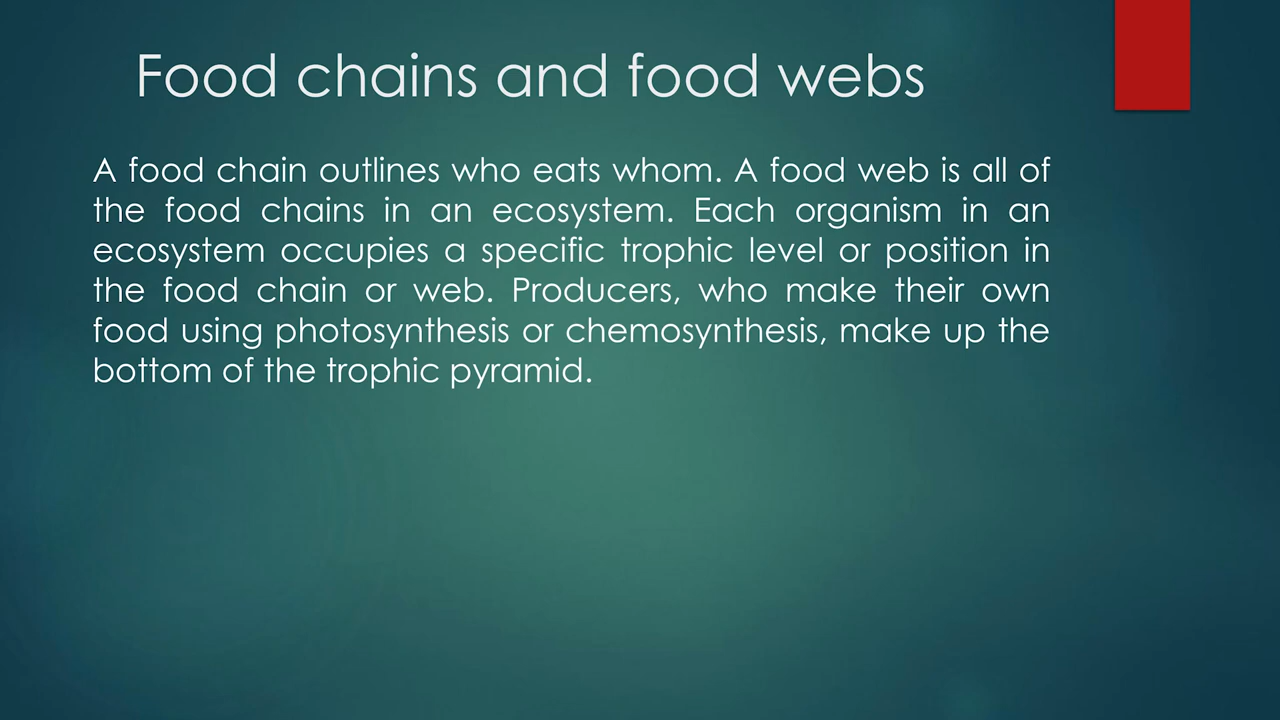 Food chains and food webs
A food chain outlines who eats whom. A food web is all of
the food chains in an ecosystem. Each organism in an
ecosystem occupies a specific trophic level or position in
the food chain or web. Producers, who make their own
food using photosynthesis or chemosynthesis, make up the
bottom of the trophic pyramid.